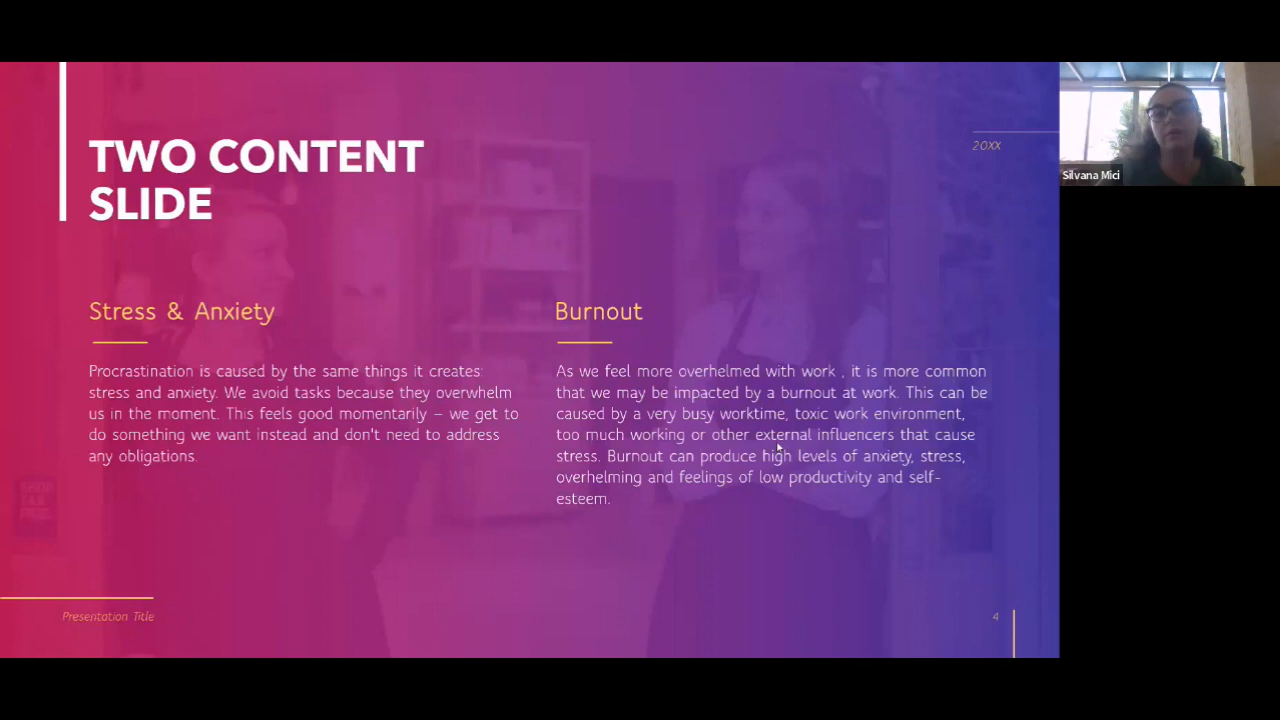 TWO CONTENT
SLIDE
20XX
Silvana Mici
Stress & Anxiety
Procrastination is caused by the same things it creates:
stress and anxiety. We avoid tasks because they overwhelm
us in the moment. This feels good momentarily – we get to
do something we want instead and don't need to address
any obligations.
Burnout
As we feel more overhelmed with work , it is more common
that we may be impacted by a burnout at work. This can be
caused by a very busy worktime, toxic work environment,
too much working or other external influencers that cause
stress. Burnout can produce high levels of anxiety, stress,
overhelming and feelings of low productivity and self-
esteem.
Presentation Title
4